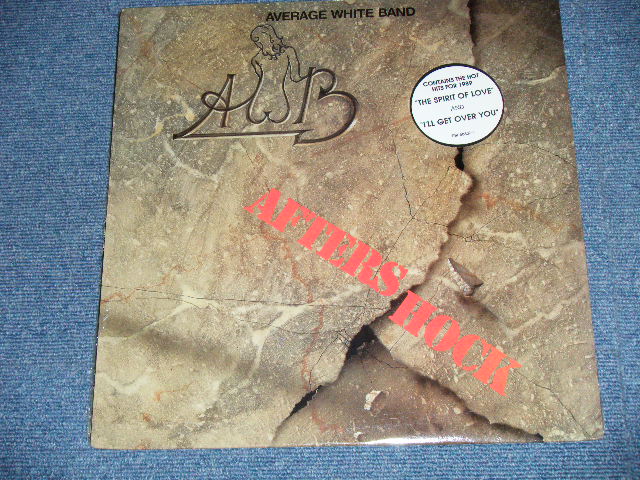 AVERAGE WHITE BAND
AWB
CONTAINS THE HOT
HITS FOR 1989
"THE SPIRIT OF LOVE"
AND
"I'LL GET OVER YOU"
AFTERS
HOCK